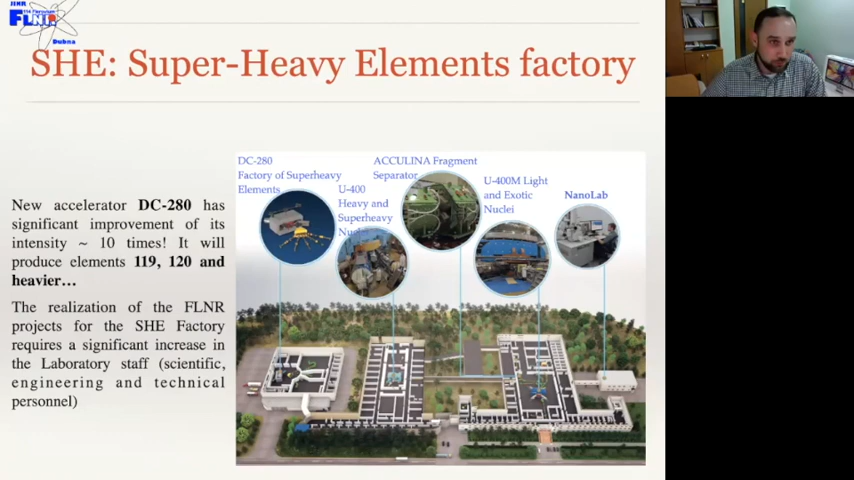 JINR
FLNR
Dubna
SHE: Super-Heavy Elements factory
New accelerator DC-280 has
significant improvement of its
intensity ~ 10 times! It will
produce elements 119, 120 and
heavier…
The realization of the FLNR
projects for the SHE Factory
requires a significant increase in
the Laboratory staff (scientific,
engineering and technical
personnel)
DC-280
Factory of Superheavy
Elements
U-400
Heavy and
Superheavy
Nuclei
ACCULINA Fragment
Separator
U-400M Light
and Exotic
Nuclei
NanoLab